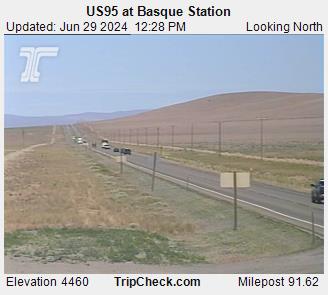 US95 at Basque Station
Updated: Jun 29 2024 12:28 PM Looking North
Elevation 4460 TripCheck.com Milepost 91.62